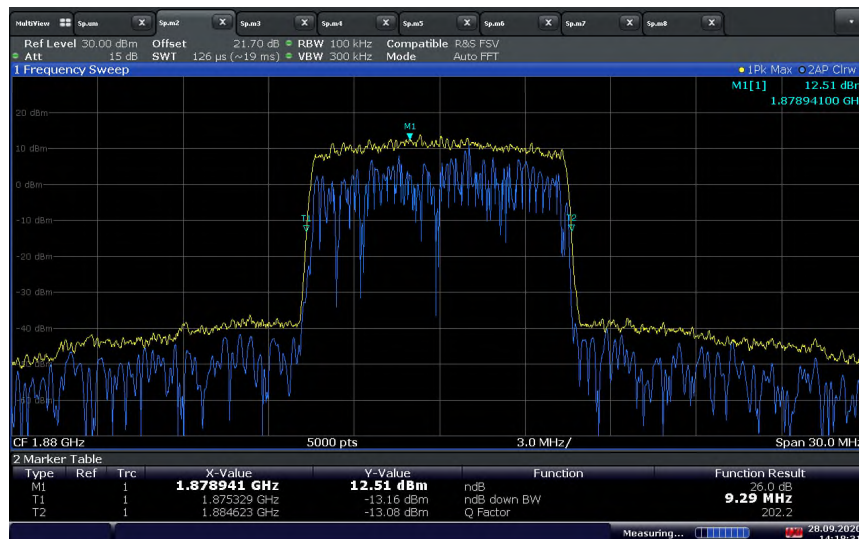 MultiView Sp.um X Sp.m2 X Sp.m3 X Sp.m4 X Sp.m5 X Sp.m6 X Sp.m7 X Sp.m8 X
Ref Level 30.00 dBm Offset 21.70 dB RBW 100 kHz Compatible R&S FSV
Att 15 dB SWT 126 µs (~19 ms) VBW 300 kHz Mode Auto FFT
1 Frequency Sweep 1Pk Max 2AP Clrw
M1[1] 12.51 dBm
1.87894100 GH
20 dBm
M1
10 dBm
0 dBm
-10 dBm
T1 T2
-20 dBm
-30 dBm
-40 dBm
CF 1.88 GHz 5000 pts 3.0 MHz/ Span 30.0 MHz
2 Marker Table
Type Ref Trc X-Value Y-Value Function Function Result
M1 1 1.878941 GHz 12.51 dBm ndB 26.0 dB
T1 1 1.875329 GHz -13.16 dBm ndB down BW 9.29 MHz
T2 1 1.884623 GHz -13.08 dBm Q Factor 202.2
Measuring... 28.09.2020